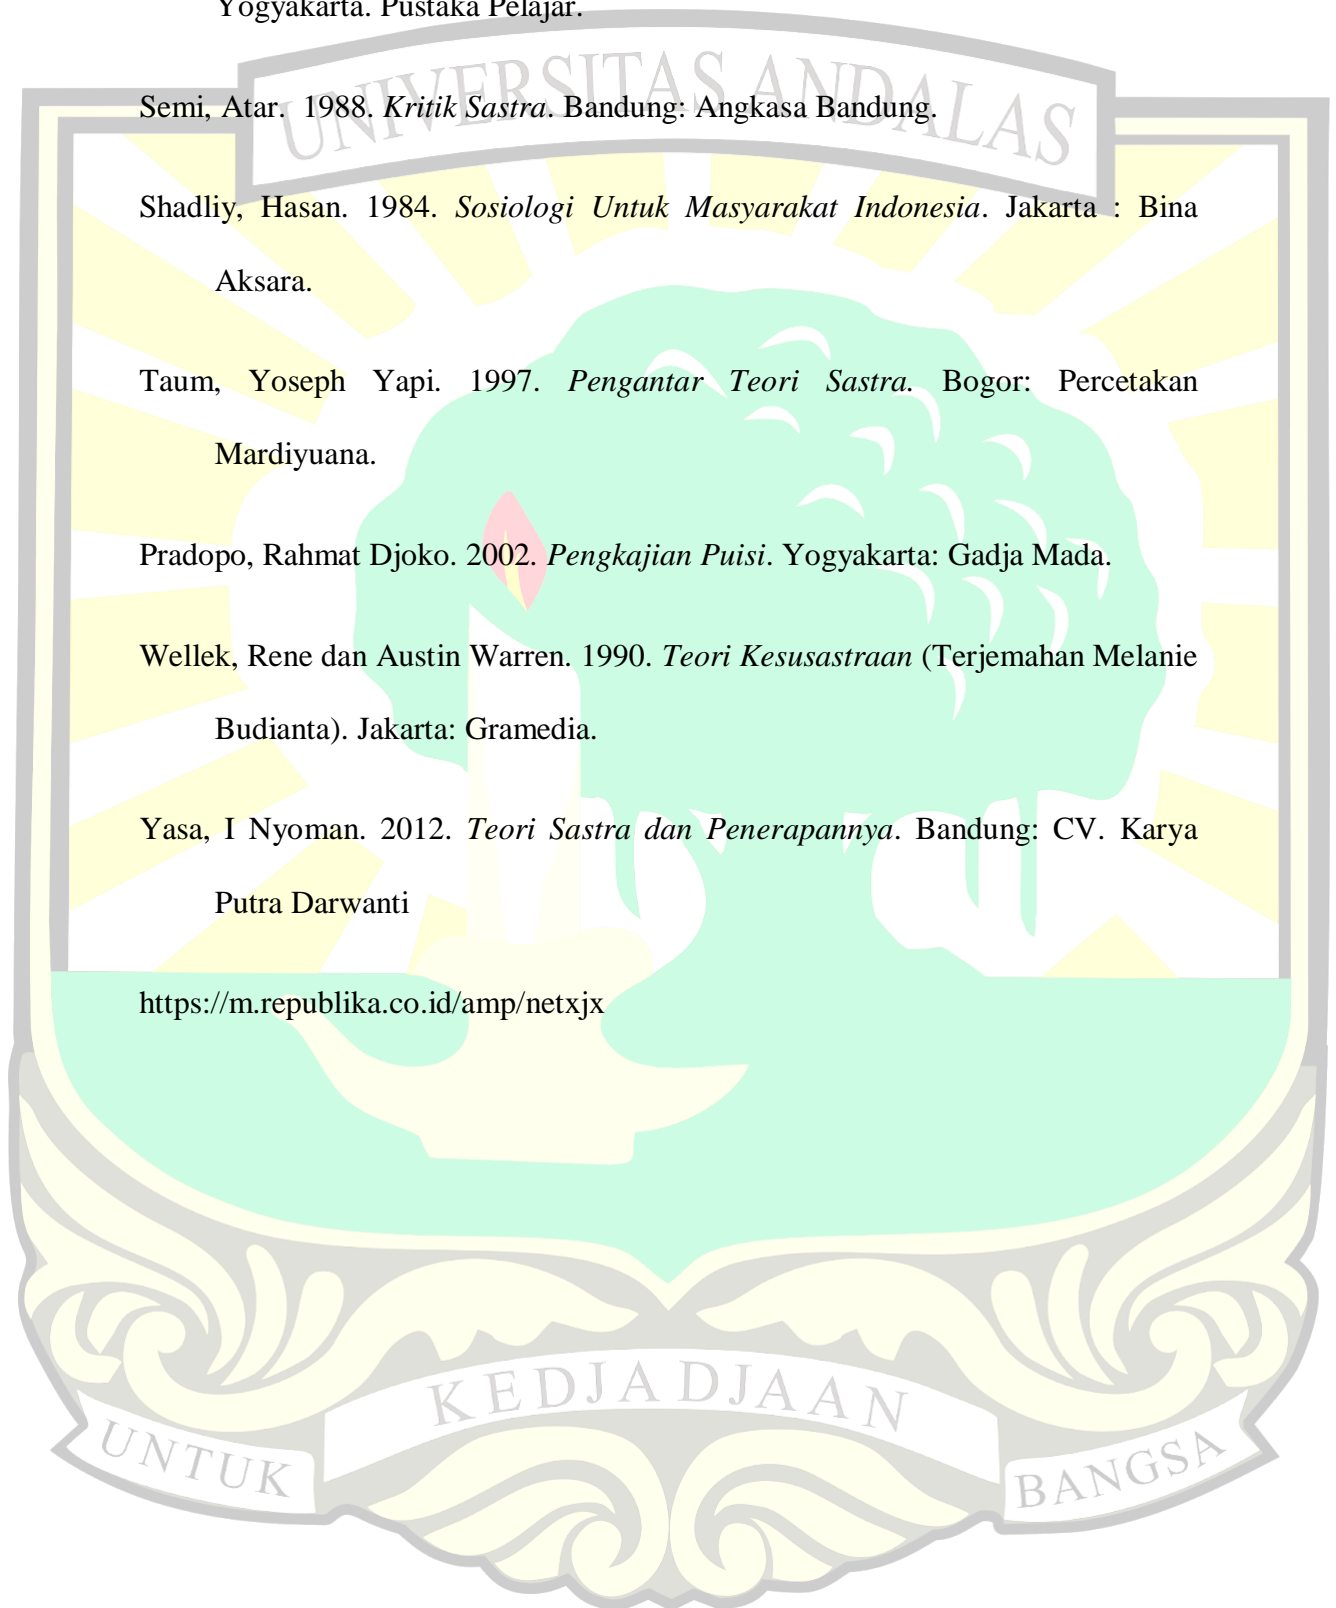 Yogyakarta. Pustaka Pelajar.
UNIVERSITAS ANDALAS
Semi, Atar. 1988. Kritik Sastra. Bandung: Angkasa Bandung.
Shadliy, Hasan. 1984. Sosiologi Untuk Masyarakat Indonesia. Jakarta : Bina
Aksara.
Taum, Yoseph Yapi. 1997. Pengantar Teori Sastra. Bogor: Percetakan
Mardiyuana.
Pradopo, Rahmat Djoko. 2002. Pengkajian Puisi. Yogyakarta: Gadja Mada.
Wellek, Rene dan Austin Warren. 1990. Teori Kesusastraan (Terjemahan Melanie
Budianta). Jakarta: Gramedia.
Yasa, I Nyoman. 2012. Teori Sastra dan Penerapannya. Bandung: CV. Karya
Putra Darwanti
https://m.republika.co.id/amp/netxjx
UNTUK KEDJADJAAN BANGSA